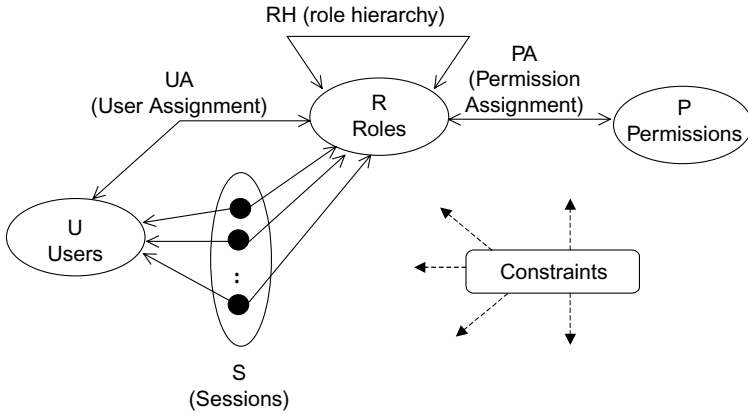 RH (role hierarchy)
UA
(User Assignment)
PA
(Permission
Assignment)
R
Roles
P
Permissions
U
Users
:
Constraints
S
(Sessions)